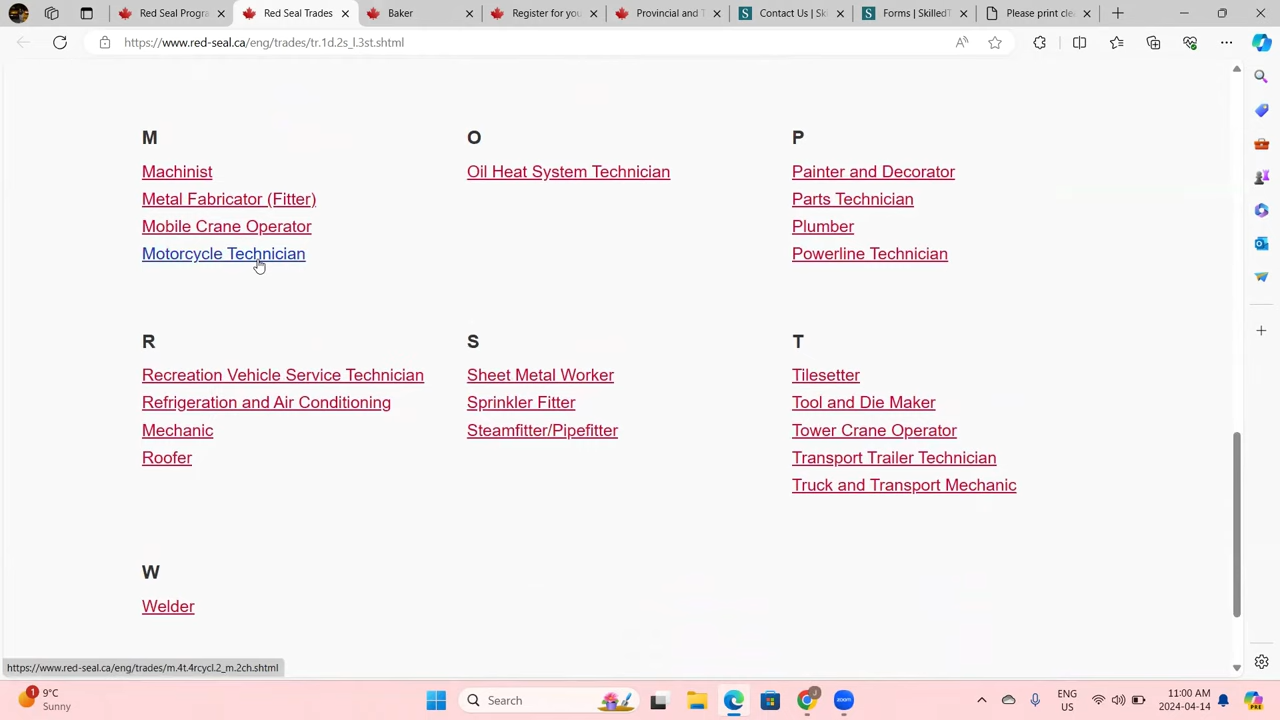 Red Seal Progra
Red Seal Trades
Baker
Register for you
Provincial and T
Contact Us | Ski
Forms | SkilledT
Please print cle
https://www.red-seal.ca/eng/trades/tr.1d.2s_l.3st.shtml
M
Machinist
Metal Fabricator (Fitter)
Mobile Crane Operator
Motorcycle Technician
O
Oil Heat System Technician
P
Painter and Decorator
Parts Technician
Plumber
Powerline Technician
R
Recreation Vehicle Service Technician
Refrigeration and Air Conditioning
Mechanic
Roofer
S
Sheet Metal Worker
Sprinkler Fitter
Steamfitter/Pipefitter
T
Tilesetter
Tool and Die Maker
Tower Crane Operator
Transport Trailer Technician
Truck and Transport Mechanic
W
Welder
https://www.red-seal.ca/eng/trades/m.4t.4rcycl.2_m.2ch.shtml
1
9°C
Sunny
Search
J
zoom
ENG
US
11:00 AM
2024-04-14
PRE